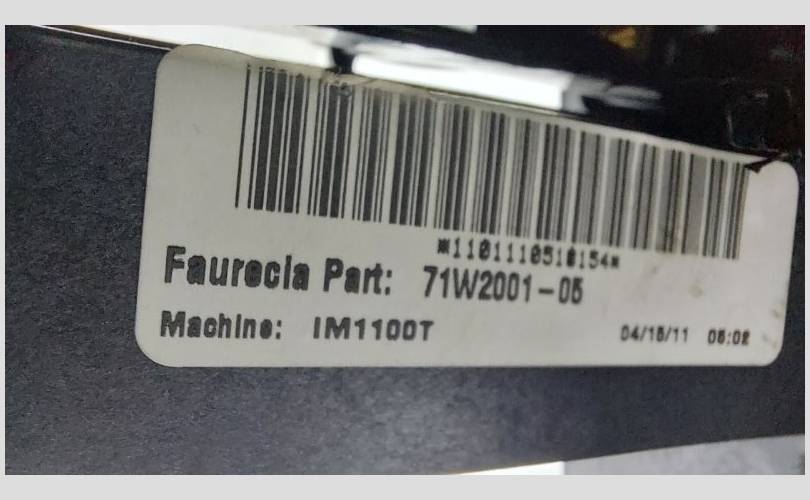 *1101110510154*
Faurecia Part: 71W2001-05
Machine: IM1100T
04/15/11 05:02